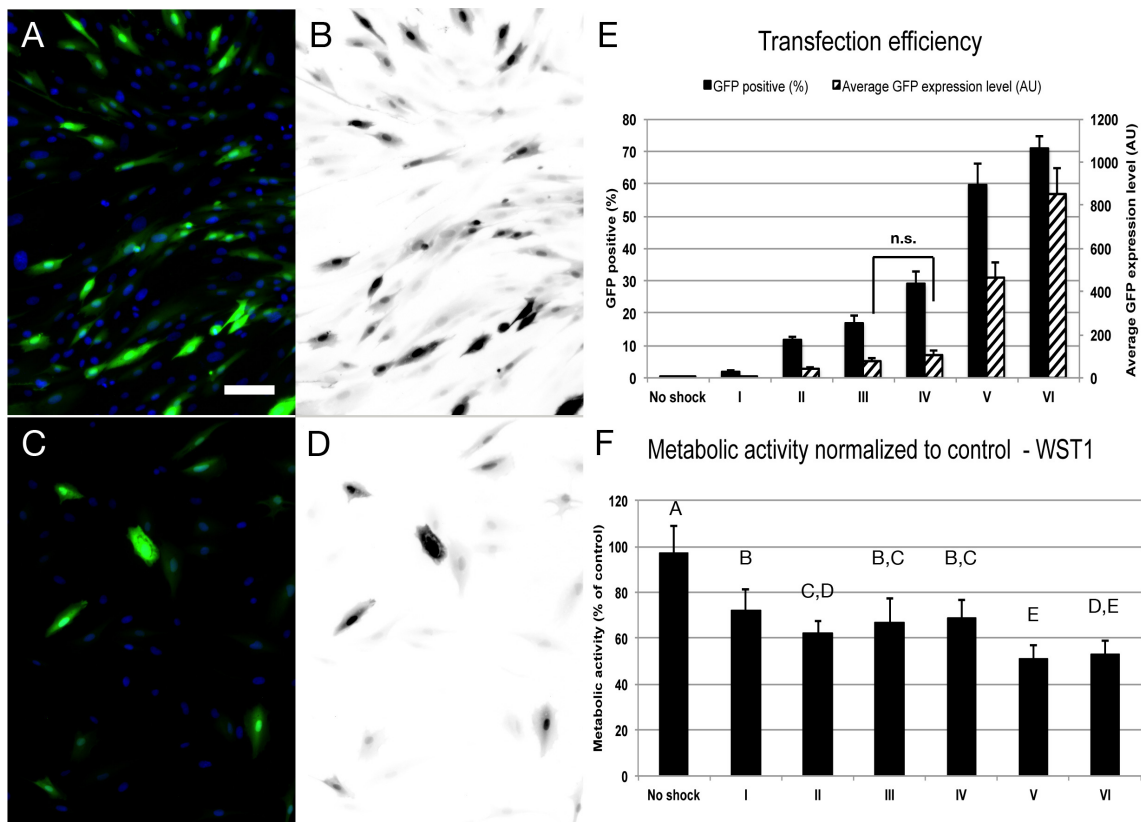 A
B
C
D
E
Transfection efficiency
GFP positive (%)
Average GFP expression level (AU)
GFP positive (%)
80
70
60
50
40
30
20
10
0
n.s.
1200
1000
800
600
400
200
0
Average GFP expression level (AU)
No shock I II III IV V VI
F
Metabolic activity normalized to control - WST1
Metabolic activity (% of control)
120
100
80
60
40
20
0
A
B
C,D
B,C
B,C
E
D,E
No shock I II III IV V VI